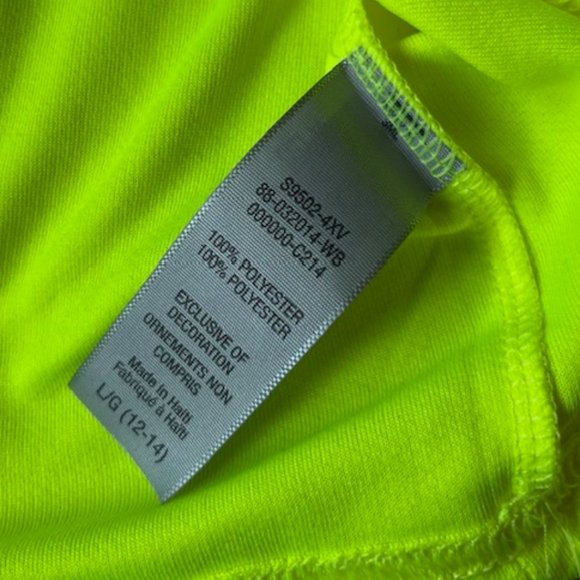 S9502-4XV
88-032014-WB
000000-C214
100% POLYESTER
100% POLYESTER
EXCLUSIVE OF
DECORATION
ORNEMENTS NON
COMPRIS
Made in Haiti
Fabriqué à Haïti
L/G (12-14)